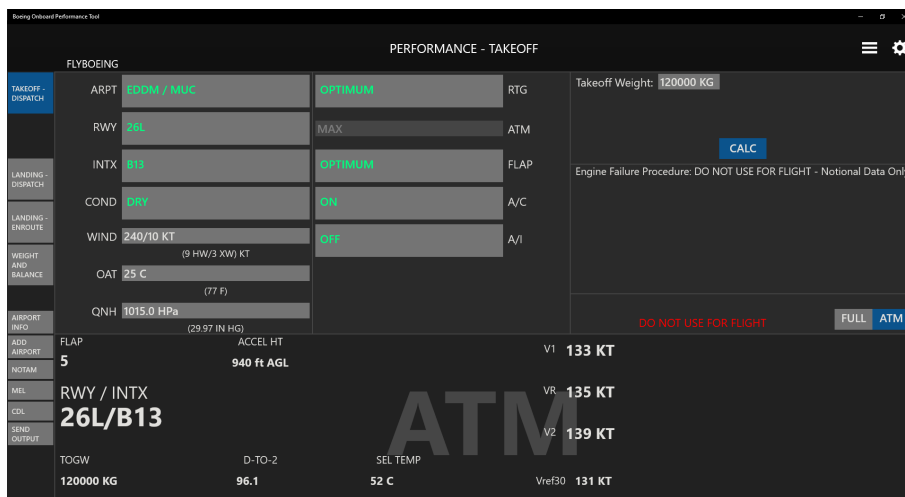 Boeing Onboard Performance Tool
PERFORMANCE - TAKEOFF
FLYBOEING
TAKEOFF -
DISPATCH
LANDING -
DISPATCH
LANDING -
ENROUTE
WEIGHT
AND
BALANCE
AIRPORT
INFO
ADD
AIRPORT
NOTAM
MEL
CDL
SEND
OUTPUT
ARPT EDDM / MUC
RWY 26L
INTX B13
COND DRY
WIND 240/10 KT
(9 HW/3 XW) KT
OAT 25 C
(77 F)
QNH 1015.0 HPa
(29.97 IN HG)
OPTIMUM RTG
MAX ATM
OPTIMUM FLAP
ON A/C
OFF A/I
Takeoff Weight: 120000 KG
CALC
Engine Failure Procedure: DO NOT USE FOR FLIGHT - Notional Data Onl
DO NOT USE FOR FLIGHT
FULL ATM
FLAP ACCEL HT
5 940 ft AGL
RWY / INTX
26L/B13
ATM
TOGW D-TO-2 SEL TEMP
120000 KG 96.1 52 C
V1 133 KT
VR 135 KT
V2 139 KT
Vref30 131 KT